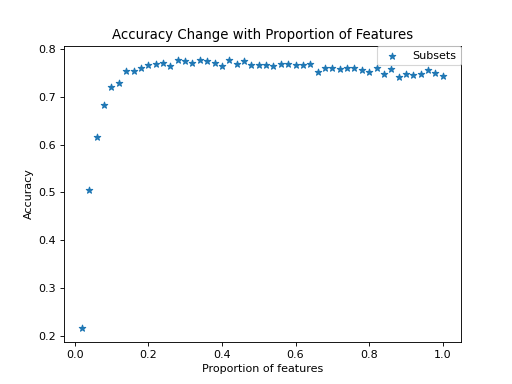 Accuracy Change with Proportion of Features
Subsets
0.8
0.7
0.6
0.5
0.4
0.3
0.2
Accuracy
0.0 0.2 0.4 0.6 0.8 1.0
Proportion of features